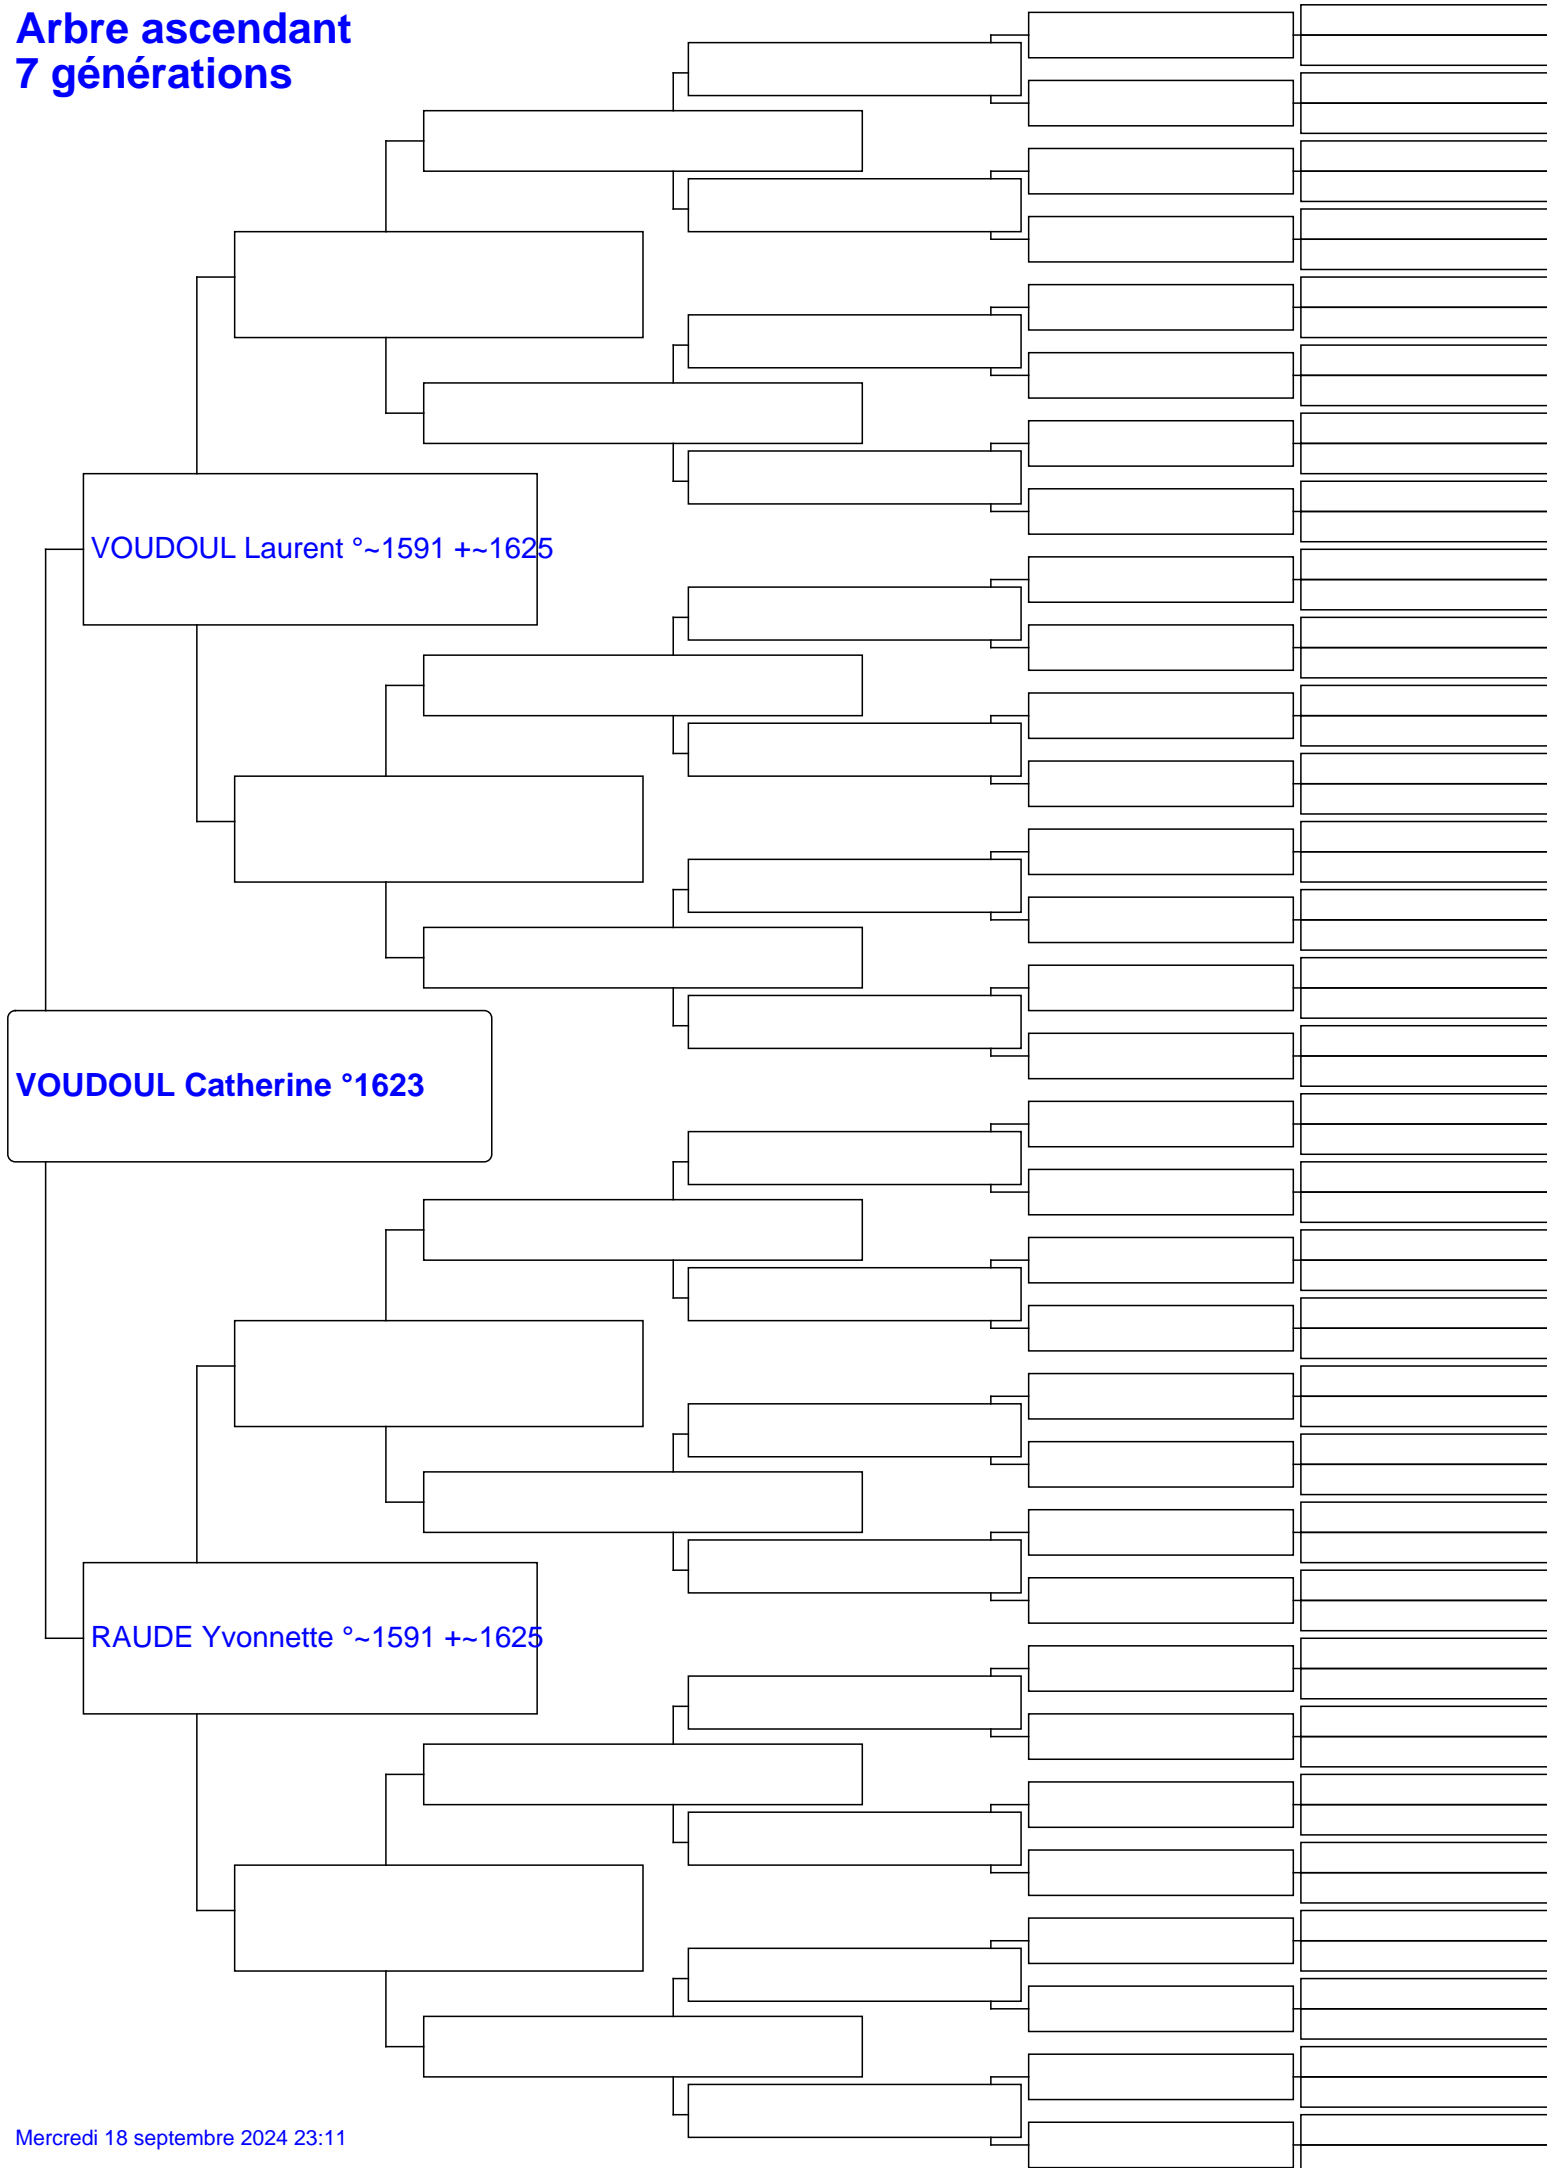 Arbre ascendant
7 générations
VOUDOUL Laurent °~1591 +~1625
VOUDOUL Catherine °1623
RAUDE Yvonnette °~1591 +~1625
Mercredi 18 septembre 2024 23:11